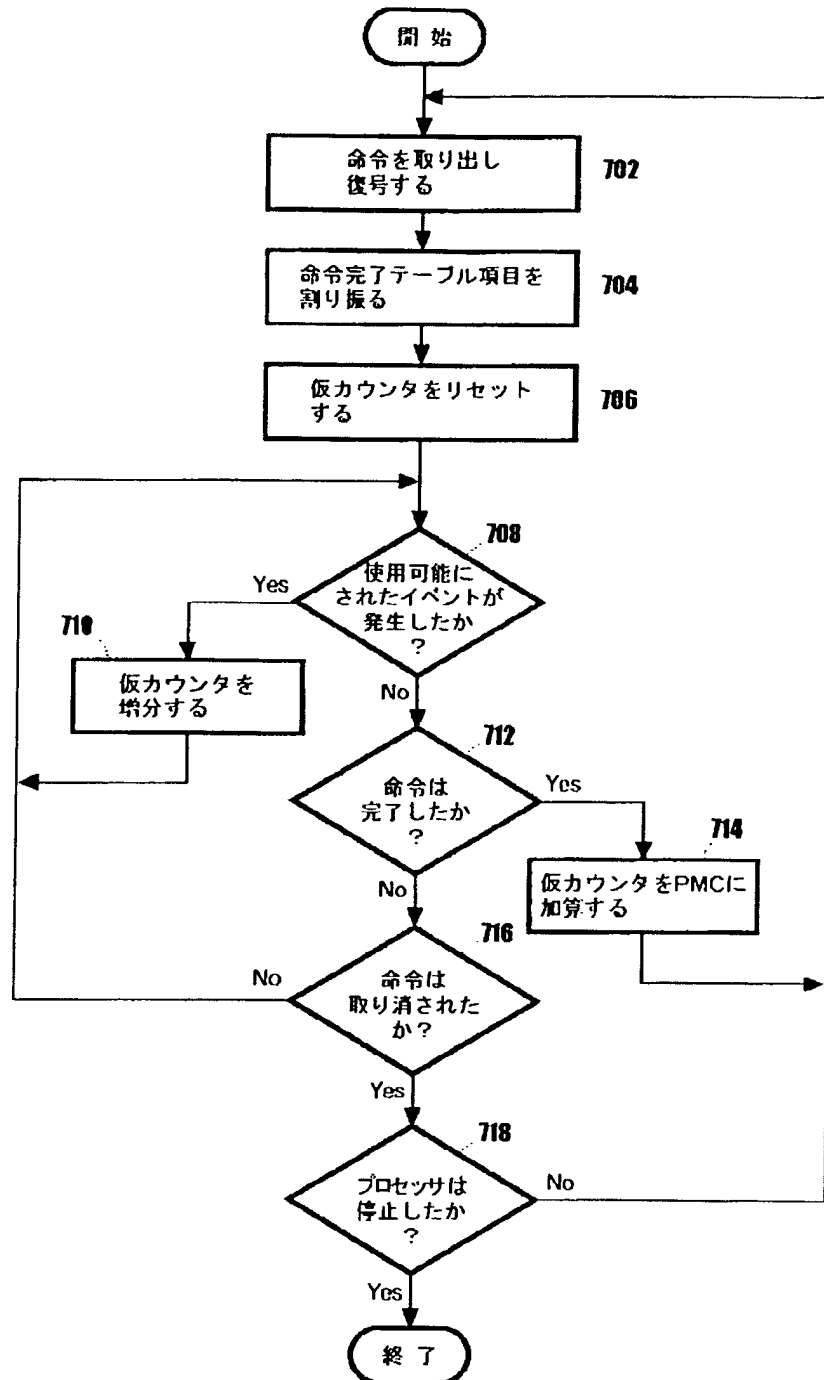 開 始
命令を取り出し
復号する
702
命令完了テーブル項目を
割り振る
704
仮カウンタをリセット
する
706
708
使用可能に
されたイベントが
発生したか
?
Yes
No
710
仮カウンタを
増分する
712
命令は
完了したか
?
Yes
No
714
仮カウンタをPMCに
加算する
716
命令は
取り消された
か?
No
Yes
718
プロセッサは
停止したか
?
No
Yes
終 了